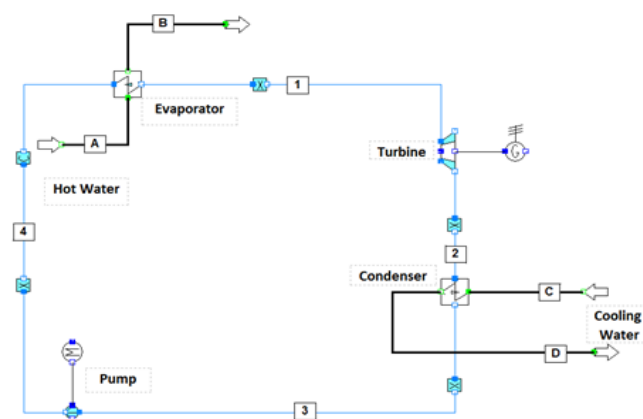 B
1
Evaporator
A
Turbine
G
Hot Water
4
2
Condenser
C
Cooling
Water
D
M
Pump
3